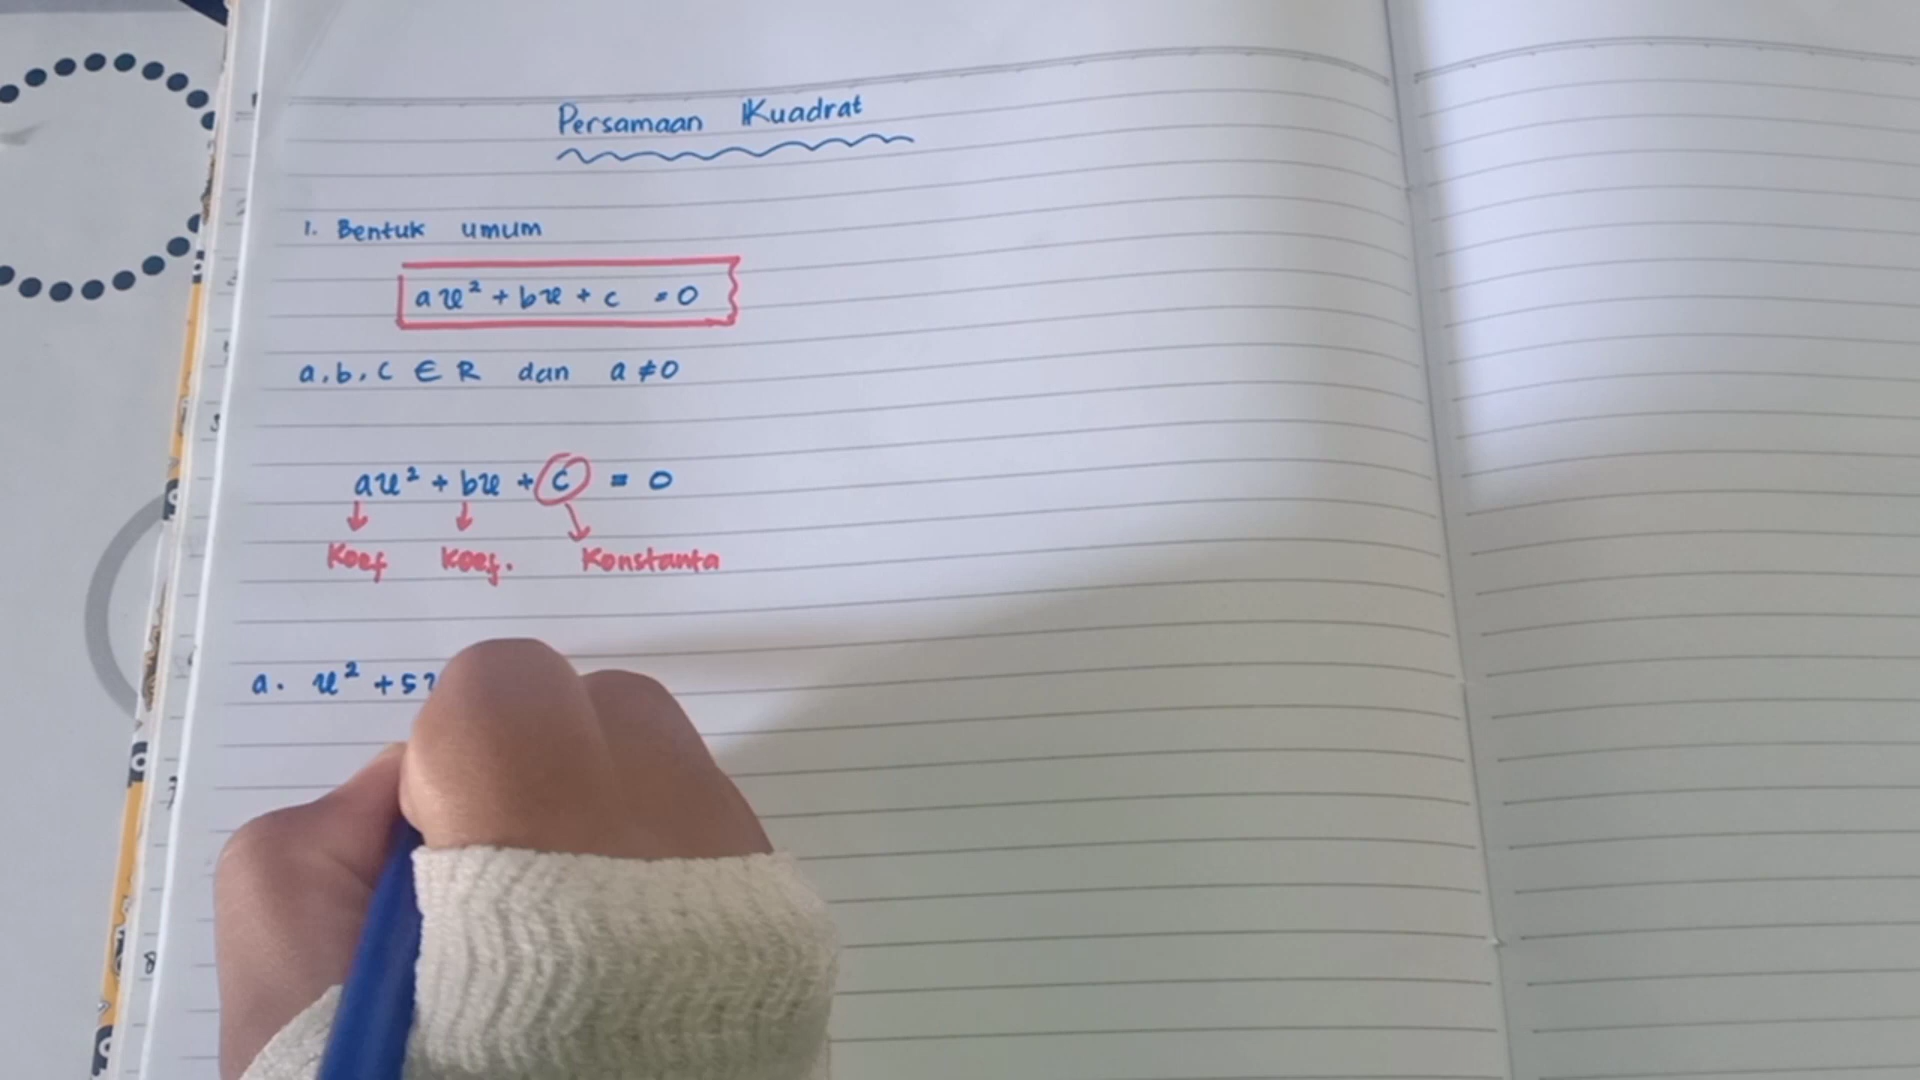 Persamaan Kuadrat
1. Bentuk umum
ax² + bx + c = 0
a, b, c ∈ R dan a ≠ 0
ax² + bx + c = 0
Koef Koef. Konstanta
a. x² + 5